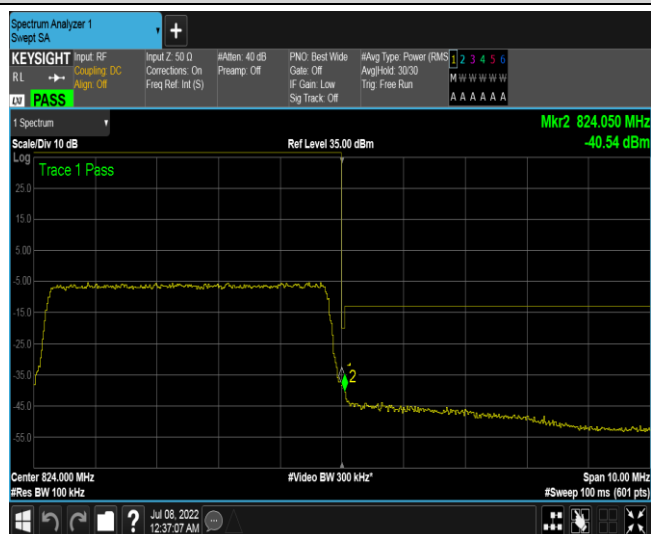 Spectrum Analyzer 1
Swept SA
KEYSIGHT
RL
LXI PASS
Input: RF
Coupling: DC
Align: Off
Input Z: 50 Ω
Corrections: On
Freq Ref: Int (S)
#Atten: 40 dB
Preamp: Off
PNO: Best Wide
Gate: Off
IF Gain: Low
Sig Track: Off
#Avg Type: Power (RMS
Avg|Hold: 30/30
Trig: Free Run
1 2 3 4 5 6
M W W W W W
A A A A A A
1 Spectrum
Mkr2 824.050 MHz
Scale/Div 10 dB
Ref Level 35.00 dBm
-40.54 dBm
Log
Trace 1 Pass
25.0
15.0
5.00
-5.00
-15.0
-25.0
-35.0
1
2
-45.0
-55.0
Center 824.000 MHz
#Video BW 300 kHz*
Span 10.00 MHz
#Res BW 100 kHz
#Sweep 100 ms (601 pts)
?
Jul 08, 2022
12:37:07 AM